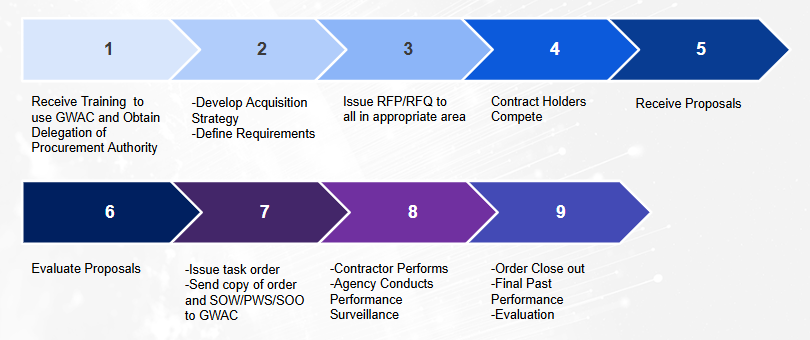 1
2
3
4
5
Receive Training to
use GWAC and Obtain
Delegation of
Procurement Authority
-Develop Acquisition
Strategy
-Define Requirements
Issue RFP/RFQ to
all in appropriate area
Contract Holders
Compete
Receive Proposals
6
7
8
9
Evaluate Proposals
-Issue task order
-Send copy of order
and SOW/PWS/SOO
to GWAC
-Contractor Performs
-Agency Conducts
Performance
Surveillance
-Order Close out
-Final Past
Performance
-Evaluation